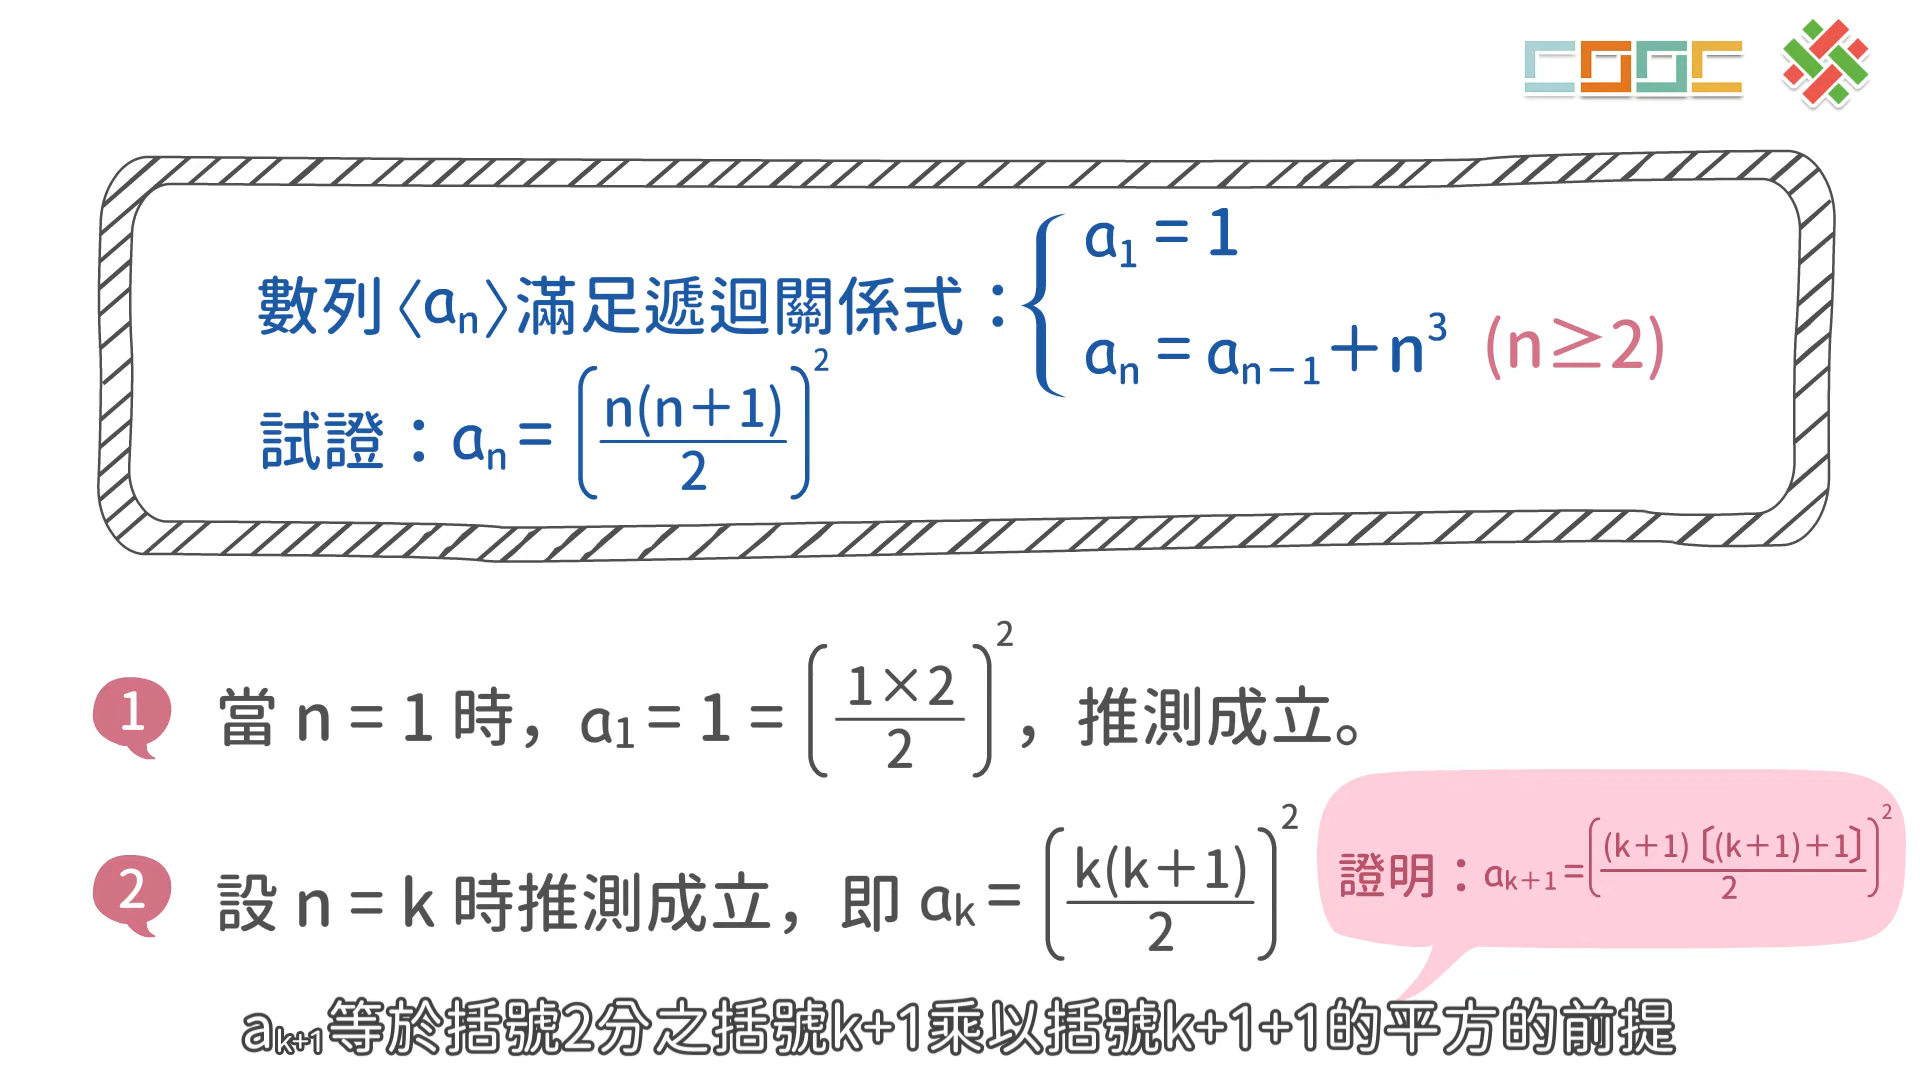 COOC
數列〈aₙ〉滿足遞迴關係式：{ a₁ = 1
aₙ = aₙ₋₁ + n³ (n≥2)
試證：aₙ = (n(n+1)/2)²
1 當 n = 1 時，a₁ = 1 = (1×2/2)²，推測成立。
2 設 n = k 時推測成立，即 aₖ = (k(k+1)/2)²
證明：aₖ₊₁ = ((k+1)〔(k+1)+1〕/2)²
aₖ₊₁等於括號2分之括號k+1乘以括號k+1+1的平方的前提